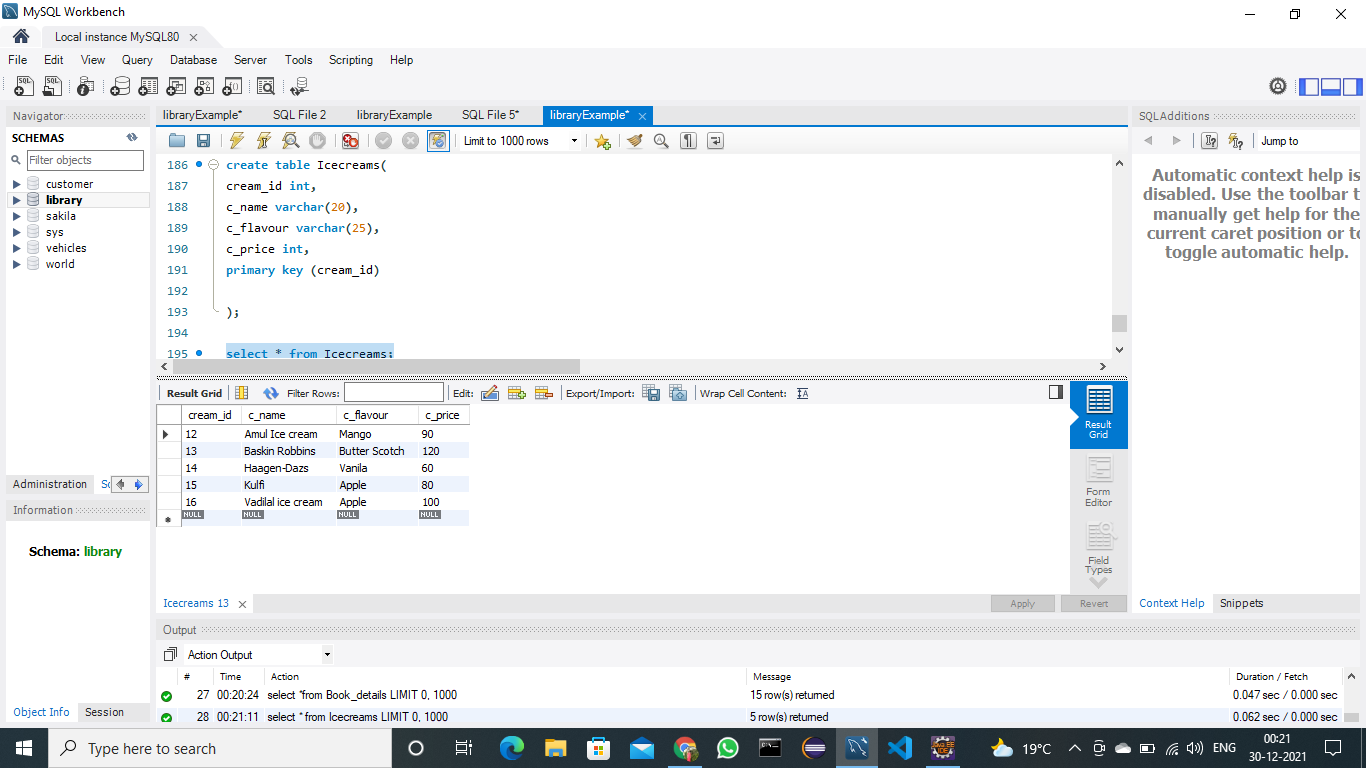 MySQL Workbench
Local instance MySQL80
File Edit View Query Database Server Tools Scripting Help
Navigator
SCHEMAS
Filter objects
customer
library
sakila
sys
vehicles
world
Administration
Information
Schema: library
Object Info Session
libraryExample* SQL File 2 libraryExample SQL File 5* libraryExample*
Limit to 1000 rows
186 create table Icecreams(
187 cream_id int,
188 c_name varchar(20),
189 c_flavour varchar(25),
190 c_price int,
191 primary key (cream_id)
192
193 );
194
195 select * from Icecreams;
Result Grid Filter Rows: Edit: Export/Import: Wrap Cell Content:
cream_id c_name c_flavour c_price
12 Amul Ice cream Mango 90
13 Baskin Robbins Butter Scotch 120
14 Haagen-Dazs Vanila 60
15 Kulfi Apple 80
16 Vadilal ice cream Apple 100
NULL NULL NULL NULL
Result
Grid
Form
Editor
Field
Types
Icecreams 13
Apply Revert
Output
Action Output
# Time Action Message Duration / Fetch
27 00:20:24 select *from Book_details LIMIT 0, 1000 15 row(s) returned 0.047 sec / 0.000 sec
28 00:21:11 select * from Icecreams LIMIT 0, 1000 5 row(s) returned 0.062 sec / 0.000 sec
SQLAdditions
Jump to
Automatic context help is
disabled. Use the toolbar
manually get help for the
current caret position or to
toggle automatic help.
Context Help Snippets
Type here to search
19°C
ENG
00:21
30-12-2021